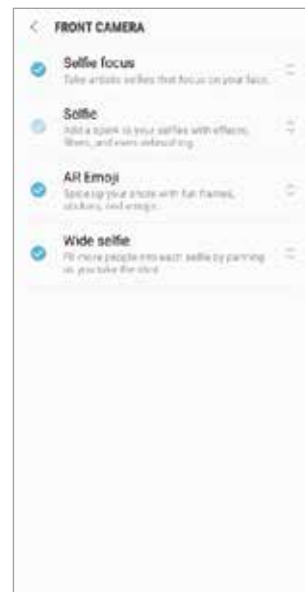 FRONT CAMERA
Selfie focus
Take artistic selfies that focus on your face.
Selfie
Add a spark to your selfies with effects,
filters, and even retouching.
AR Emoji
Spice up your shots with fun frames,
stickers, and emojis.
Wide selfie
Fit more people into each selfie by panning
as you take the shot.